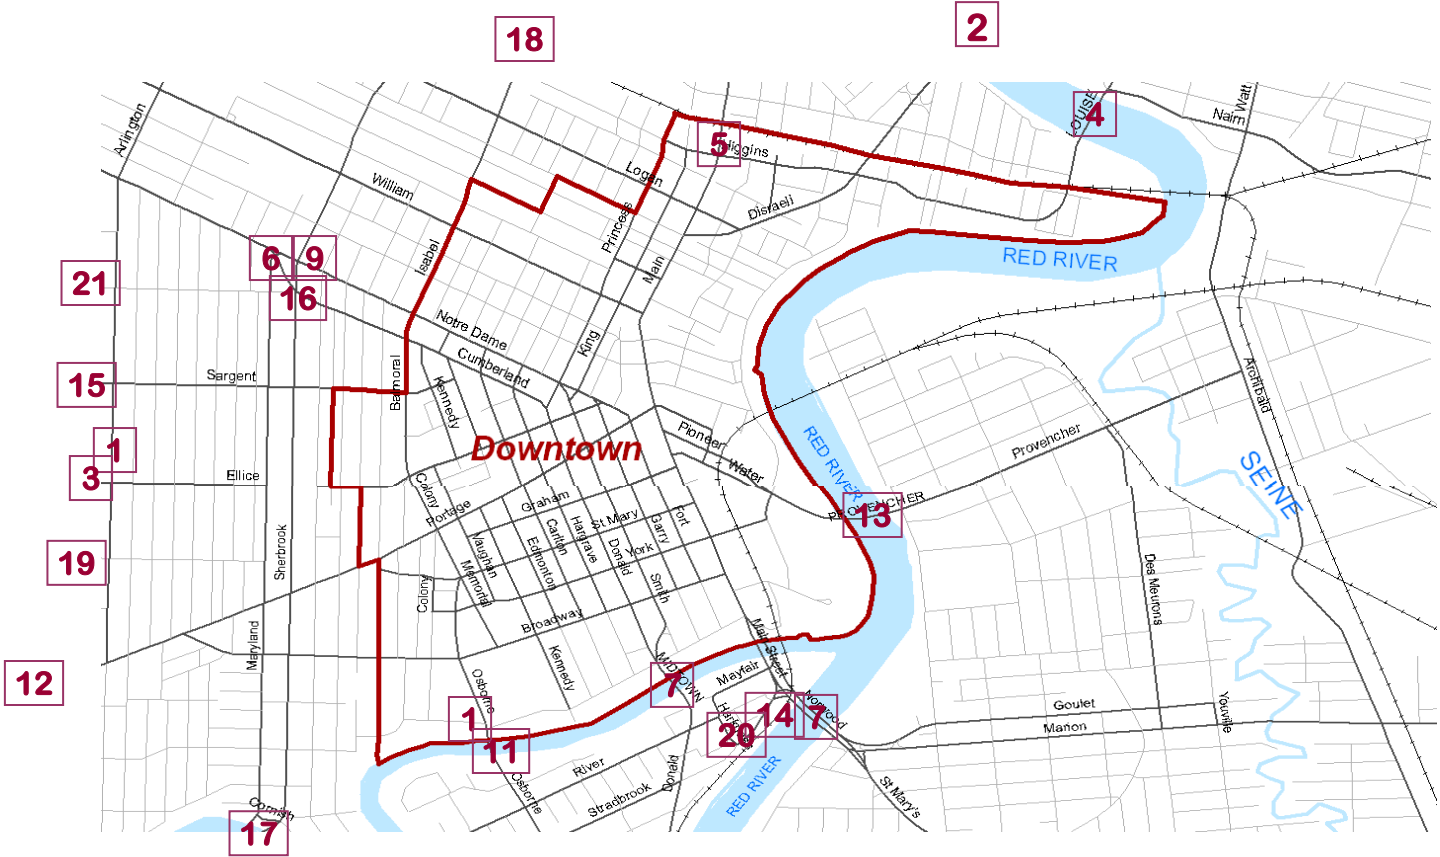 2
18
4
Nairn
Watt
Arlington
5
Higgins
Logan
William
Disraeli
Princess
Isabel
Main
6
9
RED RIVER
21
16
Notre Dame
King
Cumberland
15
Sargent
Balmoral
Kennedy
Archibald
1
Downtown
Pioneer
Water
RED RIVER
Provencher
3
Ellice
Colony
Portage
Graham
St Mary
Fort
Garry
SEINE
13
Carlton
Hargrave
Vaughan
Edmonton
Donald
York
19
Sherbrook
Memorial
Smith
Colony
Des Meurons
Broadway
Maryland
Main Street
12
Kennedy
Osborne
MIDTOWN
7
Mayfair
1
14
7
Norwood
20
Goulet
Youville
Marion
11
River
Donald
Osborne
Stradbrook
RED RIVER
St Mary's
Cornish
17